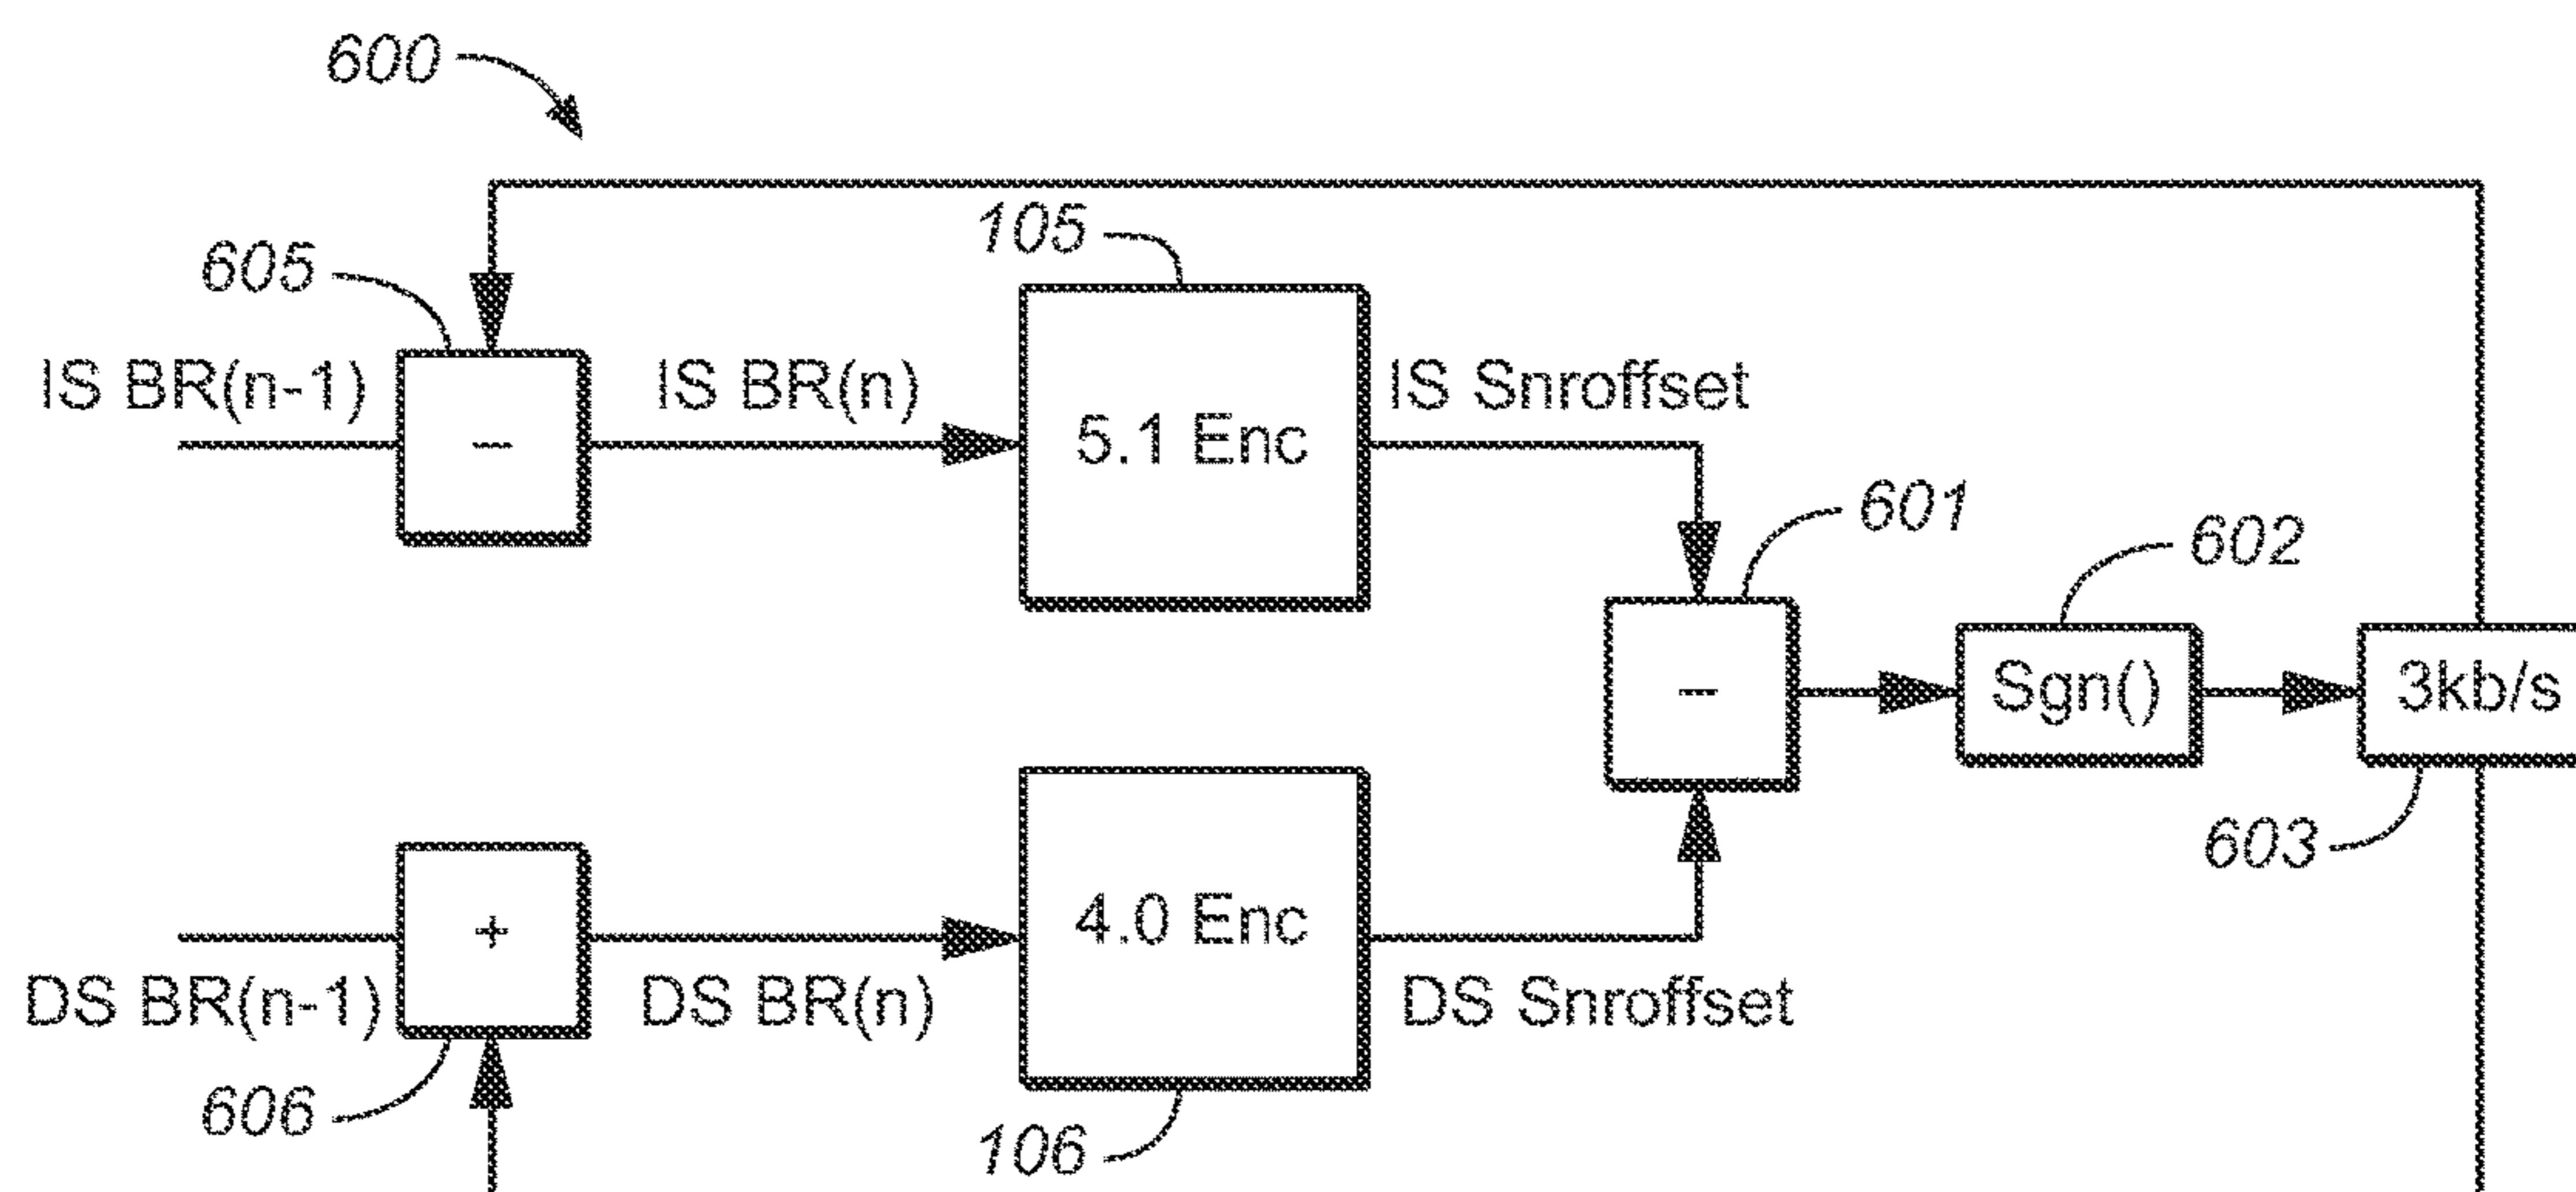 600
105
605
IS BR(n-1)
−
IS BR(n)
5.1 Enc
IS Snroffset
601
602
−
Sgn()
3kb/s
603
4.0 Enc
+
DS BR(n-1)
DS BR(n)
DS Snroffset
606
106